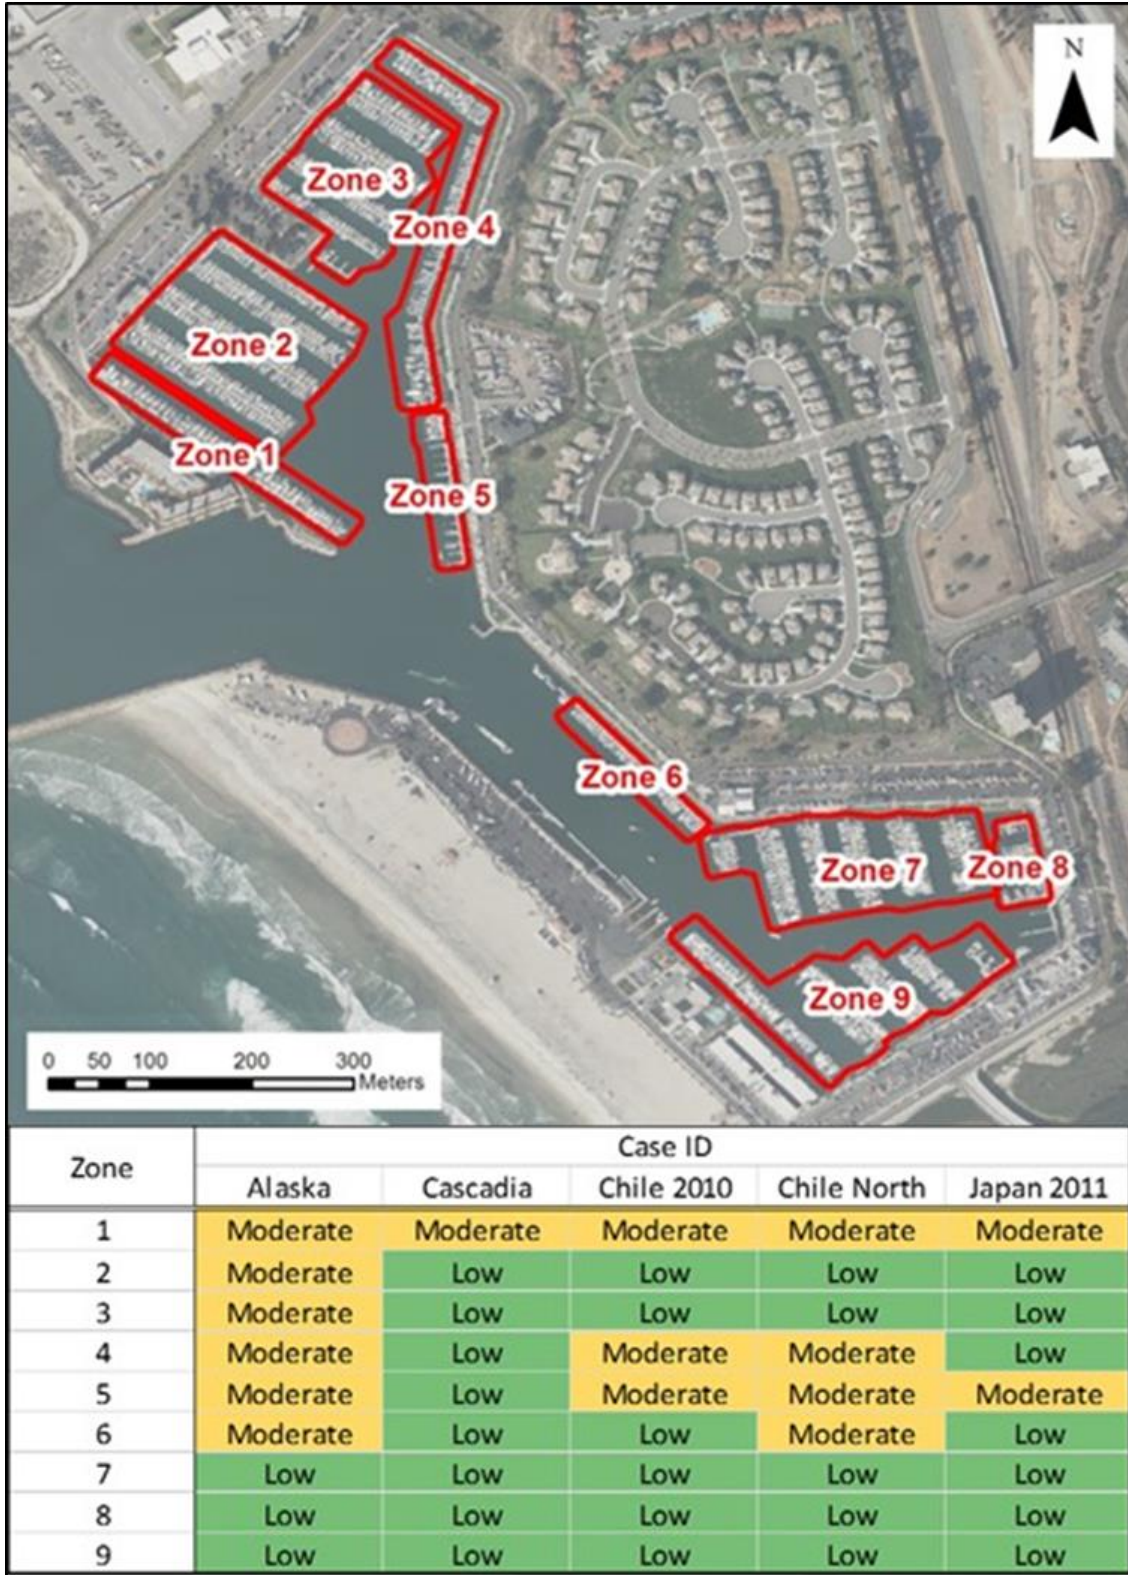 N
Zone 3
Zone 4
Zone 2
Zone 1
Zone 5
Zone 6
Zone 7
Zone 8
Zone 9
0 50 100 200 300
Meters
Zone Case ID
Alaska Cascadia Chile 2010 Chile North Japan 2011
1 Moderate Moderate Moderate Moderate Moderate
2 Moderate Low Low Low Low
3 Moderate Low Low Low Low
4 Moderate Low Moderate Moderate Low
5 Moderate Low Moderate Moderate Moderate
6 Moderate Low Low Moderate Low
7 Low Low Low Low Low
8 Low Low Low Low Low
9 Low Low Low Low Low